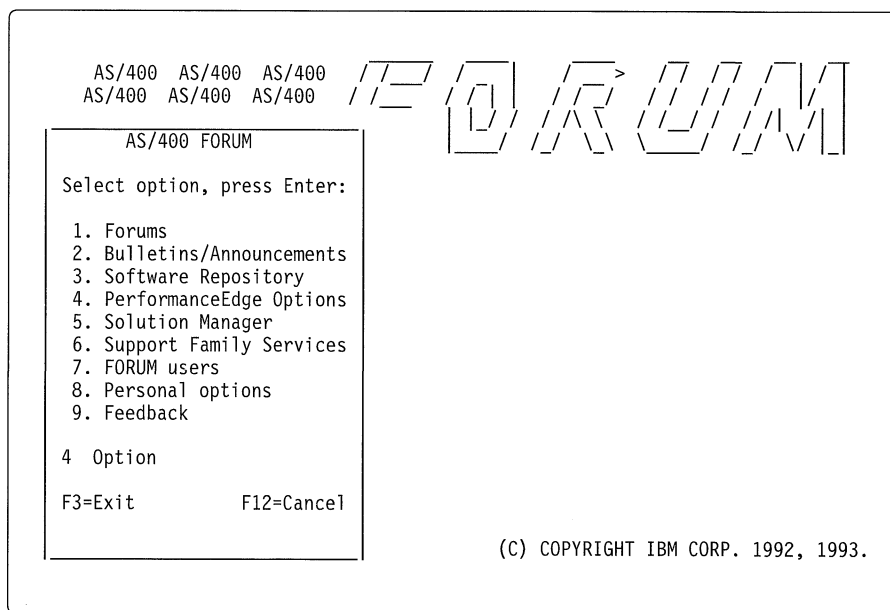 AS/400 AS/400 AS/400
AS/400 AS/400 AS/400
FORUM
AS/400 FORUM
Select option, press Enter:
1. Forums
2. Bulletins/Announcements
3. Software Repository
4. PerformanceEdge Options
5. Solution Manager
6. Support Family Services
7. FORUM users
8. Personal options
9. Feedback
4 Option
F3=Exit F12=Cancel
(C) COPYRIGHT IBM CORP. 1992, 1993.